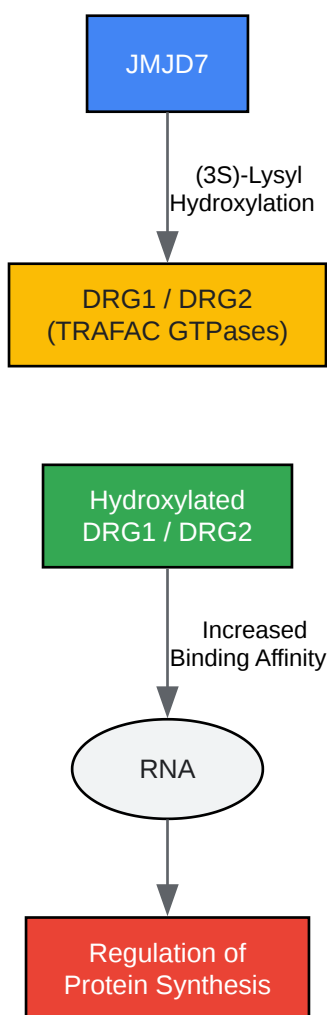 JMJD7
(3S)-Lysyl
Hydroxylation
DRG1 / DRG2
(TRAFAC GTPases)
Hydroxylated
DRG1 / DRG2
Increased
Binding Affinity
RNA
Regulation of
Protein Synthesis